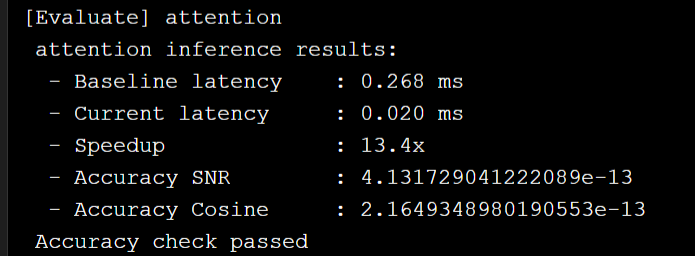 [Evaluate] attention
attention inference results:
- Baseline latency : 0.268 ms
- Current latency : 0.020 ms
- Speedup : 13.4x
- Accuracy SNR : 4.131729041222089e-13
- Accuracy Cosine : 2.1649348980190553e-13
Accuracy check passed